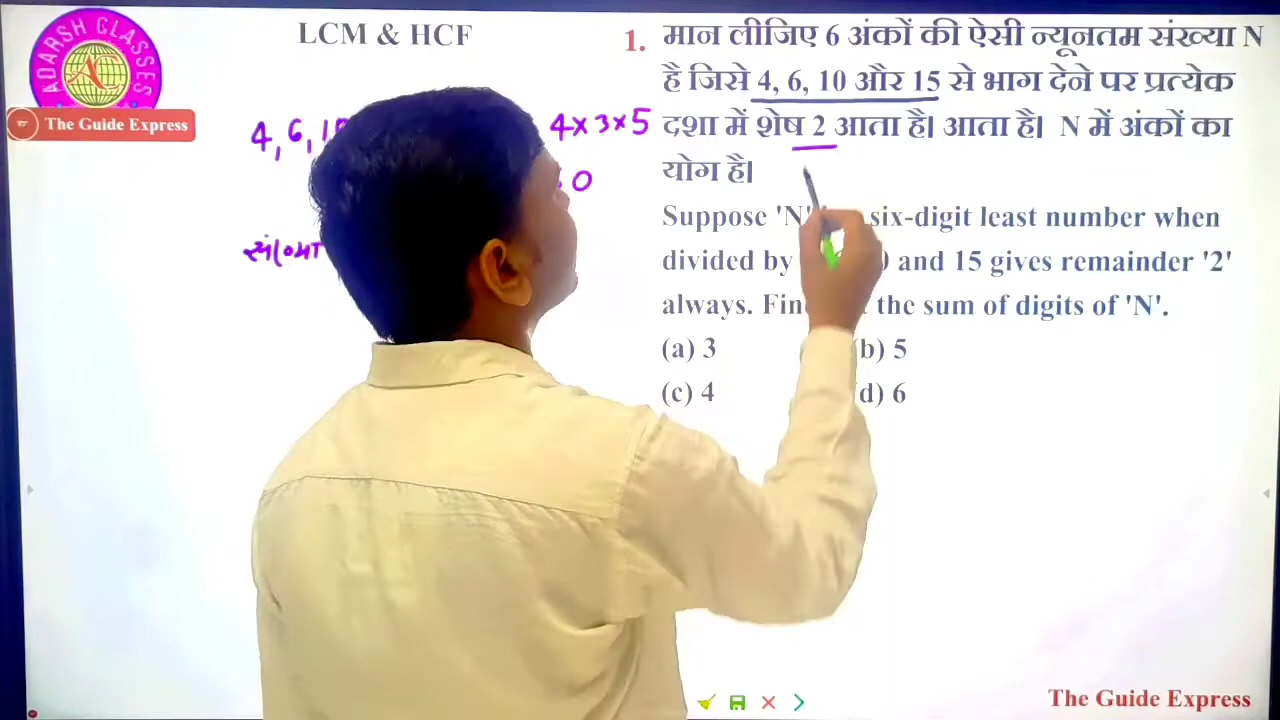 ADARSH CLASSES
The Guide Express
LCM & HCF
1. मान लीजिए 6 अंकों की ऐसी न्यूनतम संख्या N
है जिसे 4, 6, 10 और 15 से भाग देने पर प्रत्येक
दशा में शेष 2 आता है। आता है। N में अंकों का
योग है।
4, 6,
4×3×5
0
Suppose 'N' six-digit least number when
divided by and 15 gives remainder '2'
always. the sum of digits of 'N'.
(a) 3 (b) 5
(c) 4 (d) 6
The Guide Express